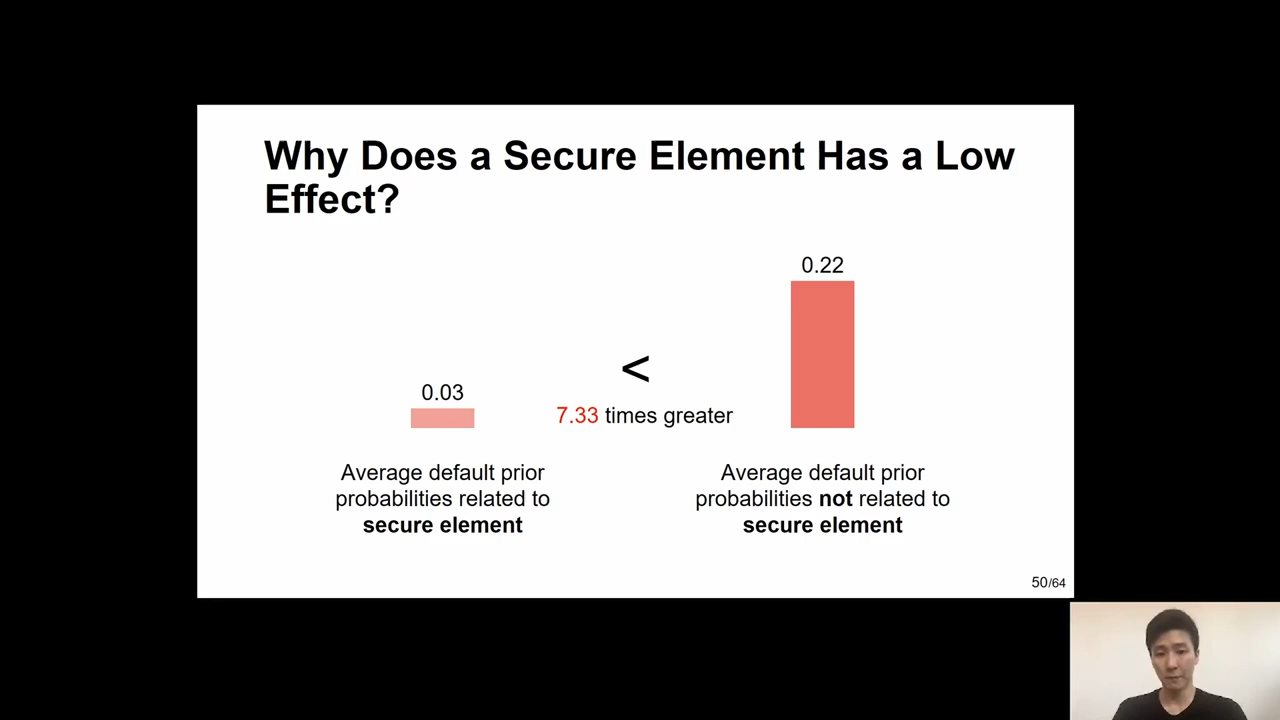 Why Does a Secure Element Has a Low
Effect?
0.22
<
0.03
7.33 times greater
Average default prior
probabilities related to
secure element
Average default prior
probabilities not related to
secure element
50/64